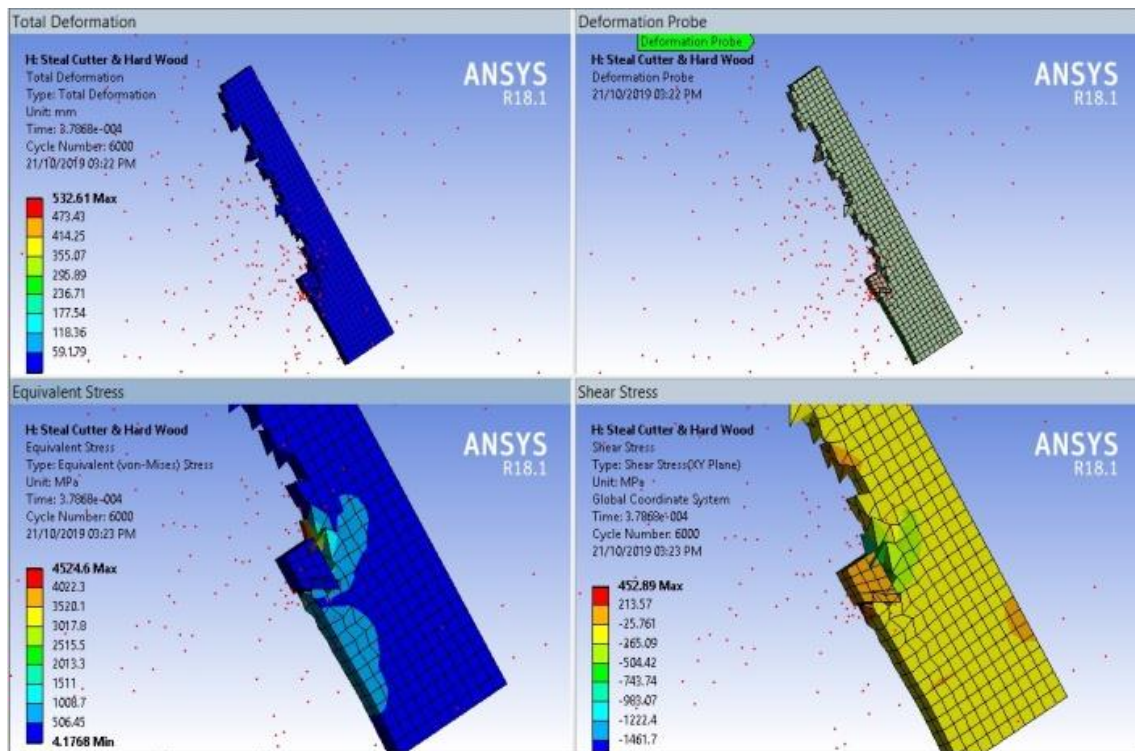 Total Deformation
H: Steal Cutter & Hard Wood
Total Deformation
Type: Total Deformation
Unit: mm
Time: 3.7868e-004
Cycle Number: 6000
21/10/2019 03:22 PM
ANSYS
R18.1
532.61 Max
473.43
414.25
355.07
295.89
236.71
177.54
118.36
59.179
Deformation Probe
Deformation Probe
H: Steal Cutter & Hard Wood
Deformation Probe
21/10/2019 03:22 PM
ANSYS
R18.1
Equivalent Stress
H: Steal Cutter & Hard Wood
Equivalent Stress
Type: Equivalent (von-Mises) Stress
Unit: MPa
Time: 3.7868e-004
Cycle Number: 6000
21/10/2019 03:23 PM
ANSYS
R18.1
4524.6 Max
4022.3
3520.1
3017.8
2515.5
2013.3
1511
1008.7
506.45
4.1768 Min
Shear Stress
H: Steal Cutter & Hard Wood
Shear Stress
Type: Shear Stress(XY Plane)
Unit: MPa
Global Coordinate System
Time: 3.7868e-004
Cycle Number: 6000
21/10/2019 03:23 PM
ANSYS
R18.1
452.89 Max
213.57
-25.761
-265.09
-504.42
-743.74
-983.07
-1222.4
-1461.7